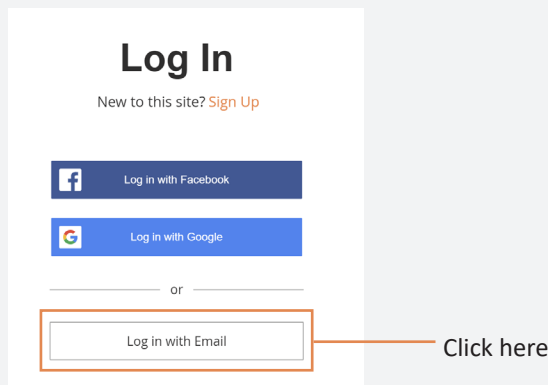 Log In
New to this site? Sign Up
Log in with Facebook
Log in with Google
or
Log in with Email
Click here